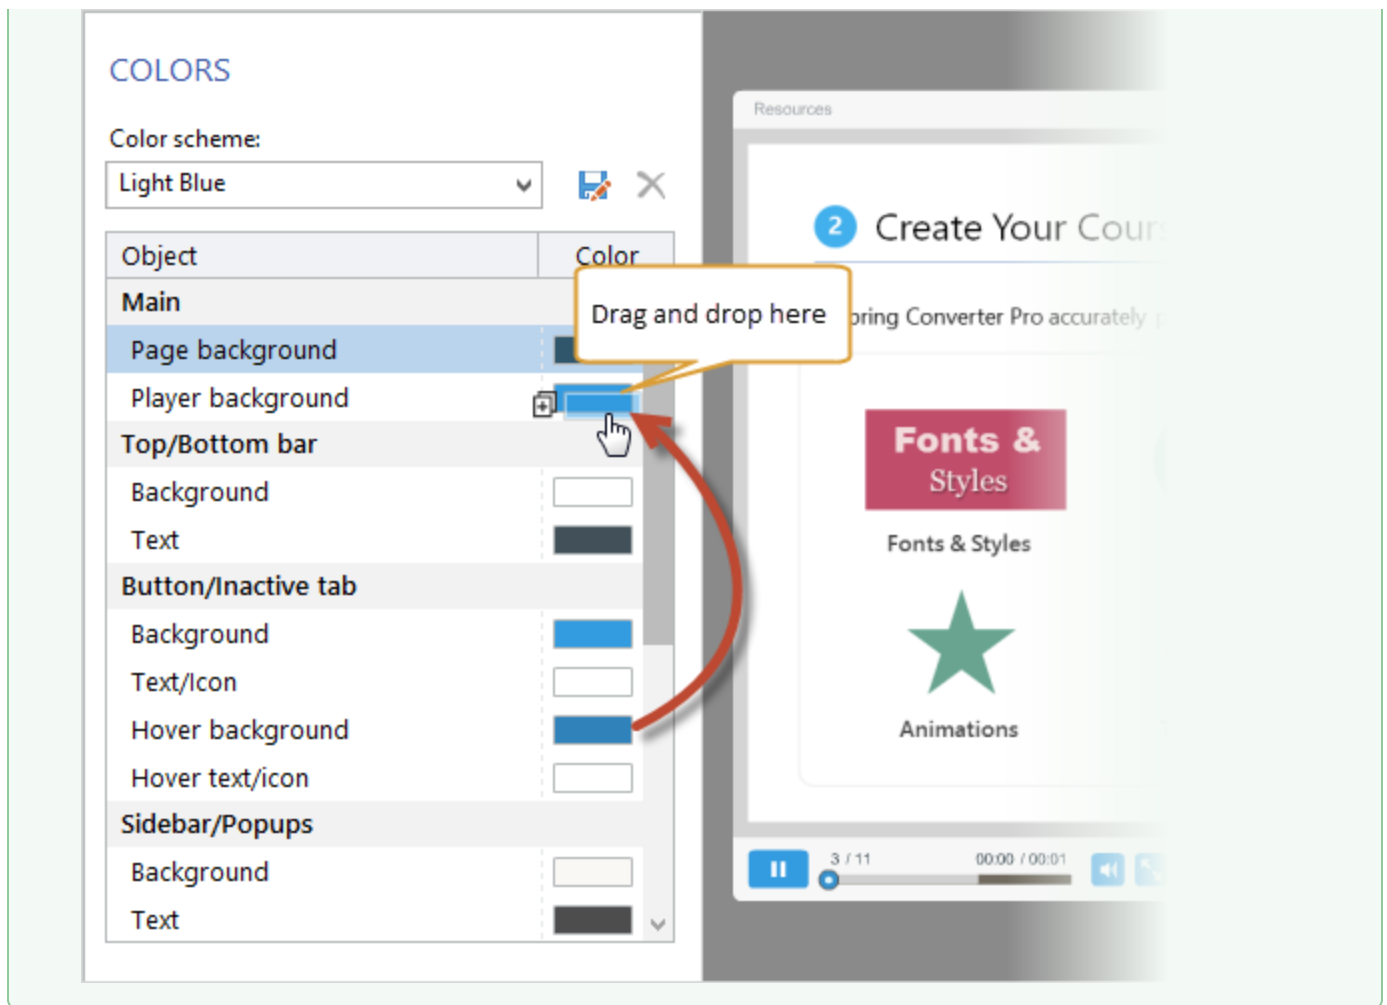 COLORS
Color scheme:
Light Blue
Object
Color
Main
Page background
Player background
Top/Bottom bar
Background
Text
Button/Inactive tab
Background
Text/Icon
Hover background
Hover text/icon
Sidebar/Popups
Background
Text
Drag and drop here
Resources
2 Create Your Cour
pring Converter Pro accurately p
Fonts &
Styles
Fonts & Styles
Animations
3 / 11
00:00 / 00:01